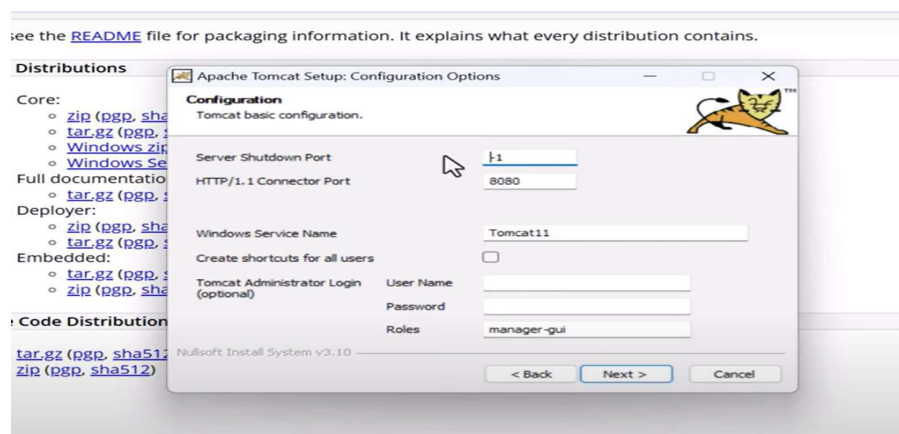 see the README file for packaging information. It explains what every distribution contains.
Distributions
Core:
zip (pgp, sha
tar.gz (pgp, s
Windows zip
Windows Se
Full documentatio
tar.gz (pgp, s
Deployer:
zip (pgp, sha
tar.gz (pgp, s
Embedded:
tar.gz (pgp, s
zip (pgp, sha
Code Distribution
tar.gz (pgp, sha512
zip (pgp, sha512)
Apache Tomcat Setup: Configuration Options
Configuration
Tomcat basic configuration.
TM
Server Shutdown Port -1
HTTP/1.1 Connector Port 8080
Windows Service Name Tomcat11
Create shortcuts for all users
Tomcat Administrator Login (optional)
User Name
Password
Roles manager-gui
Nullsoft Install System v3.10
< Back Next > Cancel